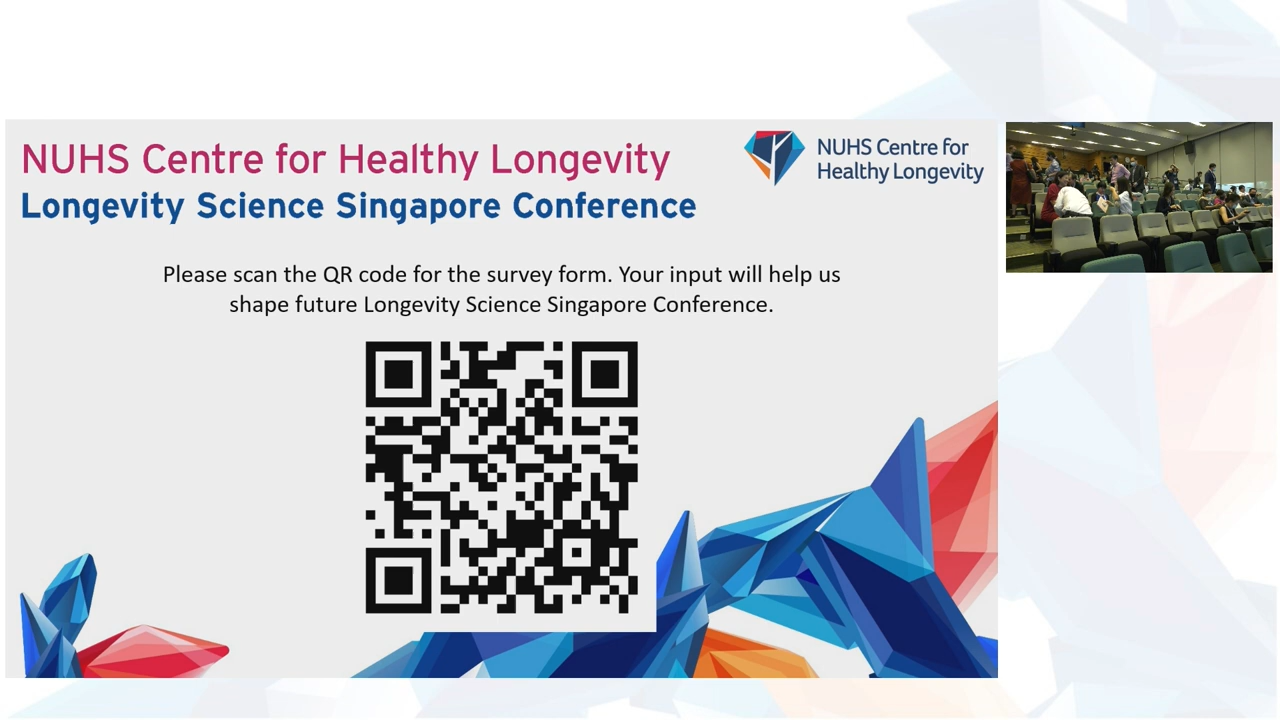 NUHS Centre for Healthy Longevity
Longevity Science Singapore Conference
NUHS Centre for
Healthy Longevity
Please scan the QR code for the survey form. Your input will help us
shape future Longevity Science Singapore Conference.